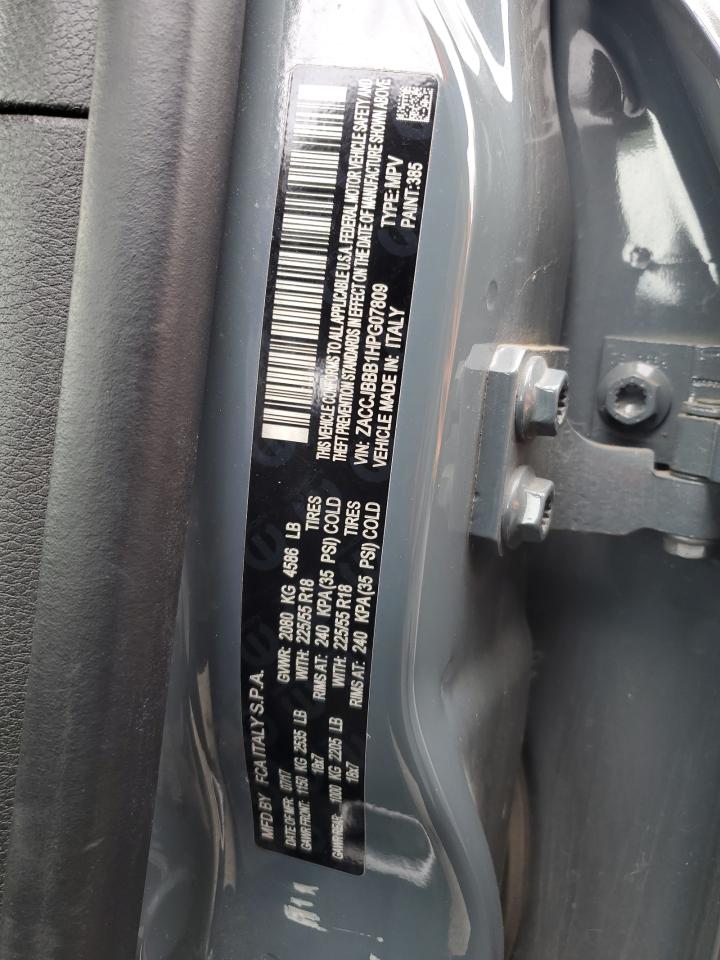 MFD BY FCA ITALY S.P.A.
DATE OF MFR: 07/17 GVWR: 2080 KG 4586 LB
GAWR FRONT: 1150 KG 2535 LB WITH: 225/55 R18 TIRES
18x7 RIMS AT: 240 KPA(35 PSI) COLD
GAWR REAR: 1000 KG 2205 LB WITH: 225/55 R18 TIRES
18x7 RIMS AT: 240 KPA(35 PSI) COLD
THIS VEHICLE CONFORMS TO ALL APPLICABLE U.S.A. FEDERAL MOTOR VEHICLE SAFETY AND
THEFT PREVENTION STANDARDS IN EFFECT ON THE DATE OF MANUFACTURE SHOWN ABOVE
VIN: ZACCJBBB1HPG07809 TYPE: MPV
VEHICLE MADE IN: ITALY PAINT: 385